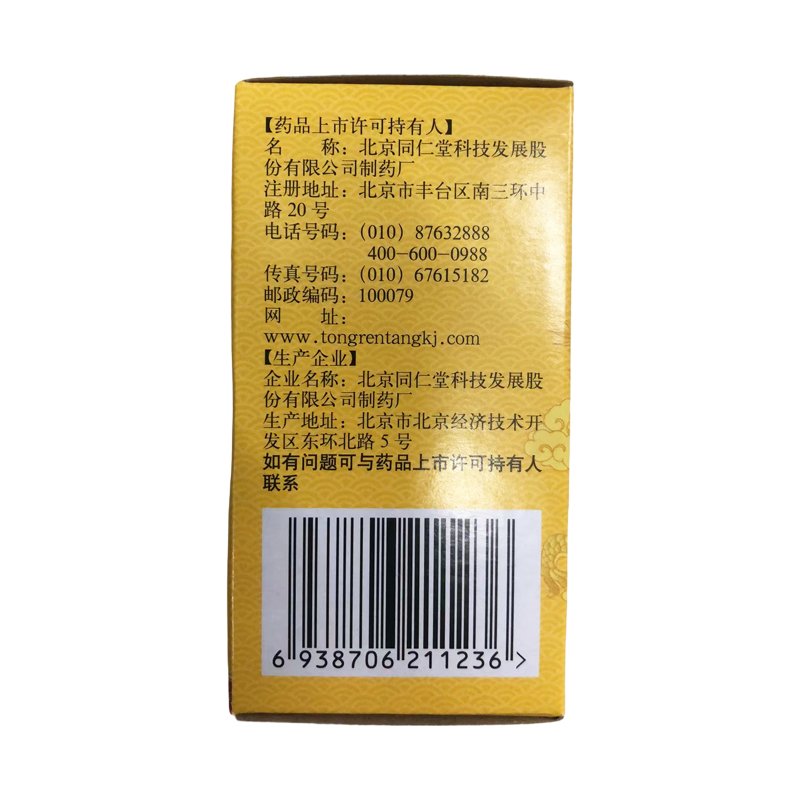 【药品上市许可持有人】
名　　称：北京同仁堂科技发展股
份有限公司制药厂
注册地址：北京市丰台区南三环中
路 20 号
电话号码：（010）87632888
400-600-0988
传真号码：（010）67615182
邮政编码：100079
网　　址：
www.tongrentangkj.com
【生产企业】
企业名称：北京同仁堂科技发展股
份有限公司制药厂
生产地址：北京市北京经济技术开
发区东环北路 5 号
如有问题可与药品上市许可持有人
联系
6 938706 211236 >